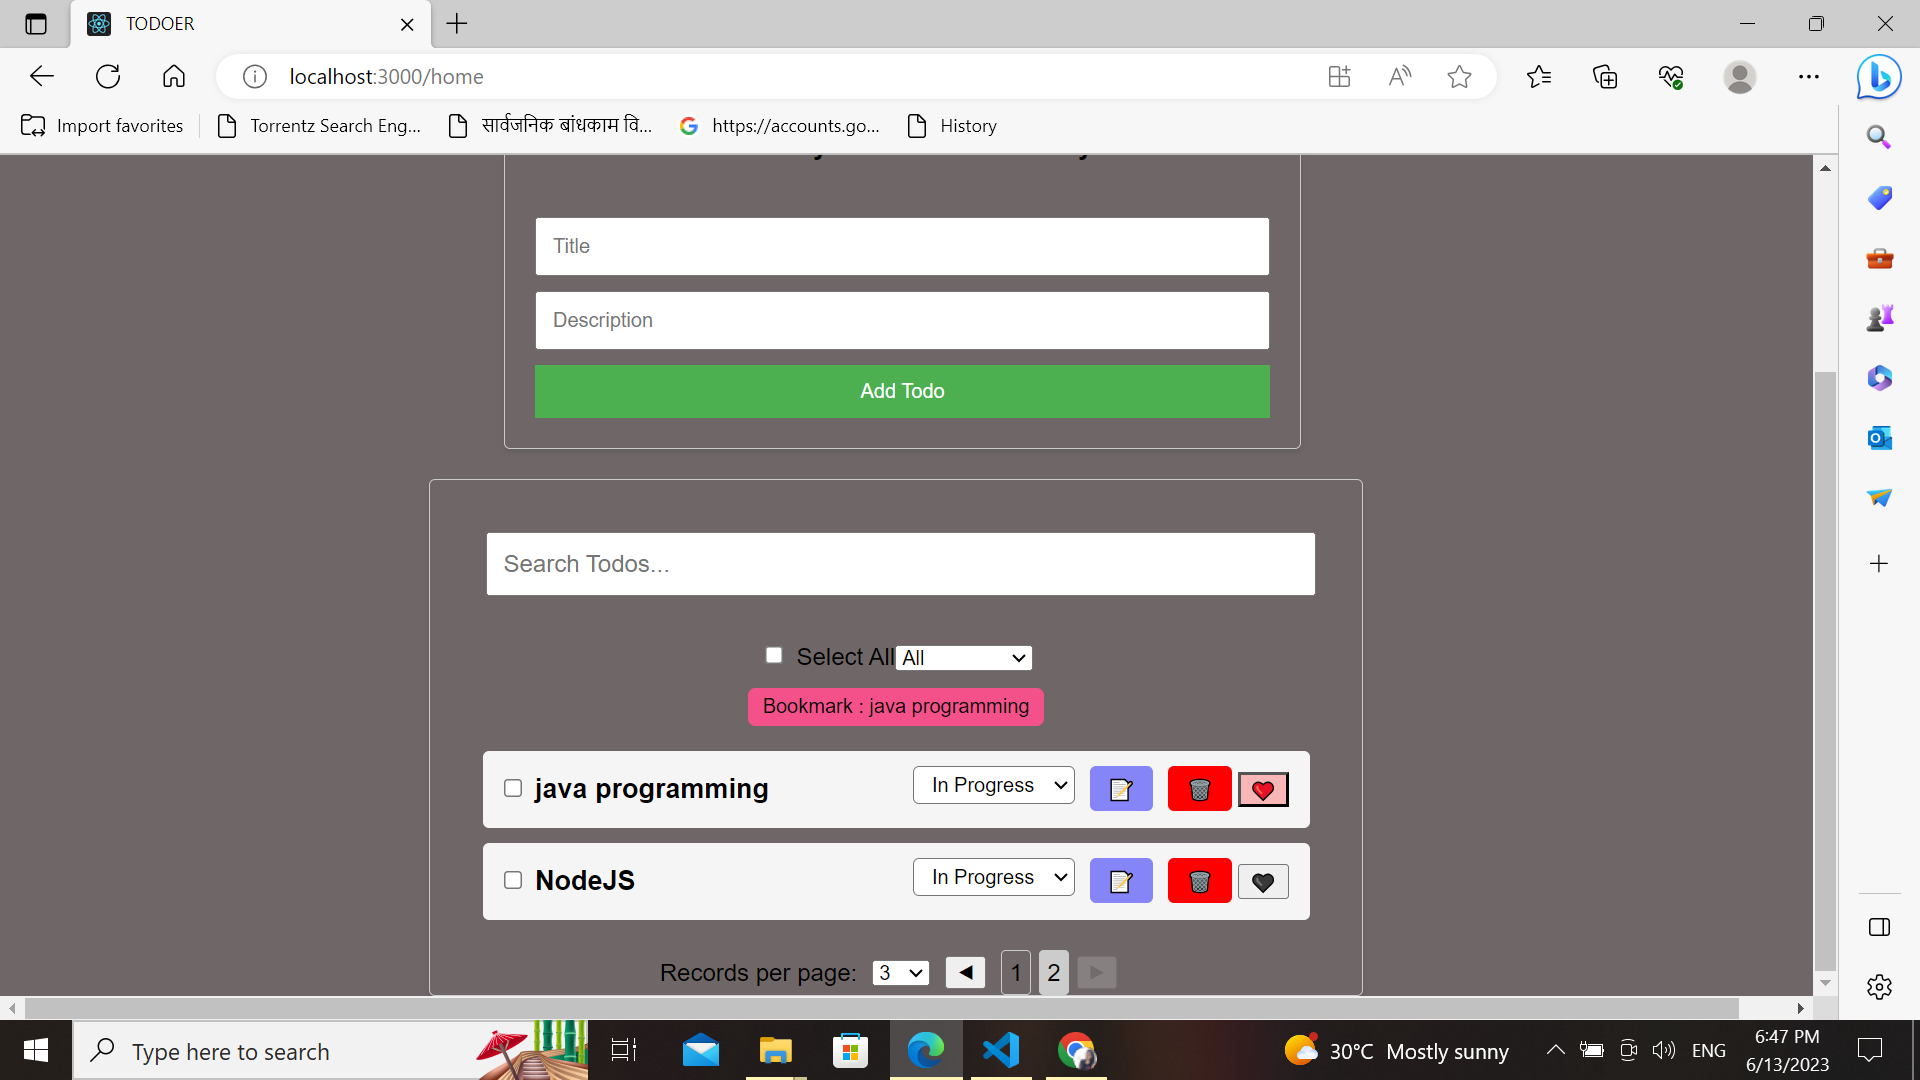 TODOER
localhost:3000/home
Import favorites
Torrentz Search Eng...
सार्वजनिक बांधकाम वि...
https://accounts.go...
History
Title
Description
Add Todo
Search Todos...
Select All All
Bookmark : java programming
java programming In Progress
NodeJS In Progress
Records per page: 3 1 2
Type here to search
30°C Mostly sunny
ENG
6:47 PM
6/13/2023